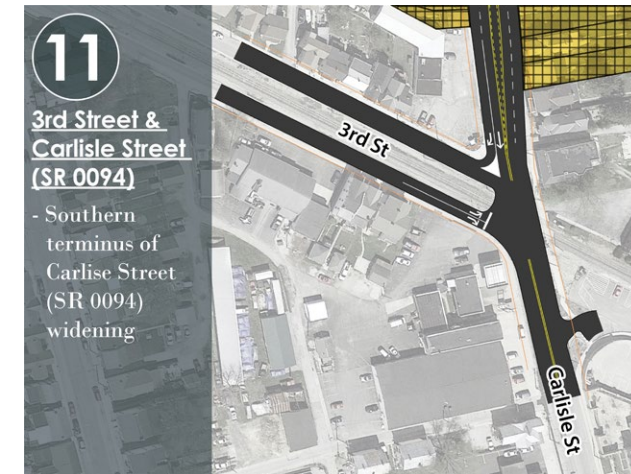 11
3rd Street &
Carlisle Street
(SR 0094)
- Southern
terminus of
Carlise Street
(SR 0094)
widening
3rd St
Carlisle St